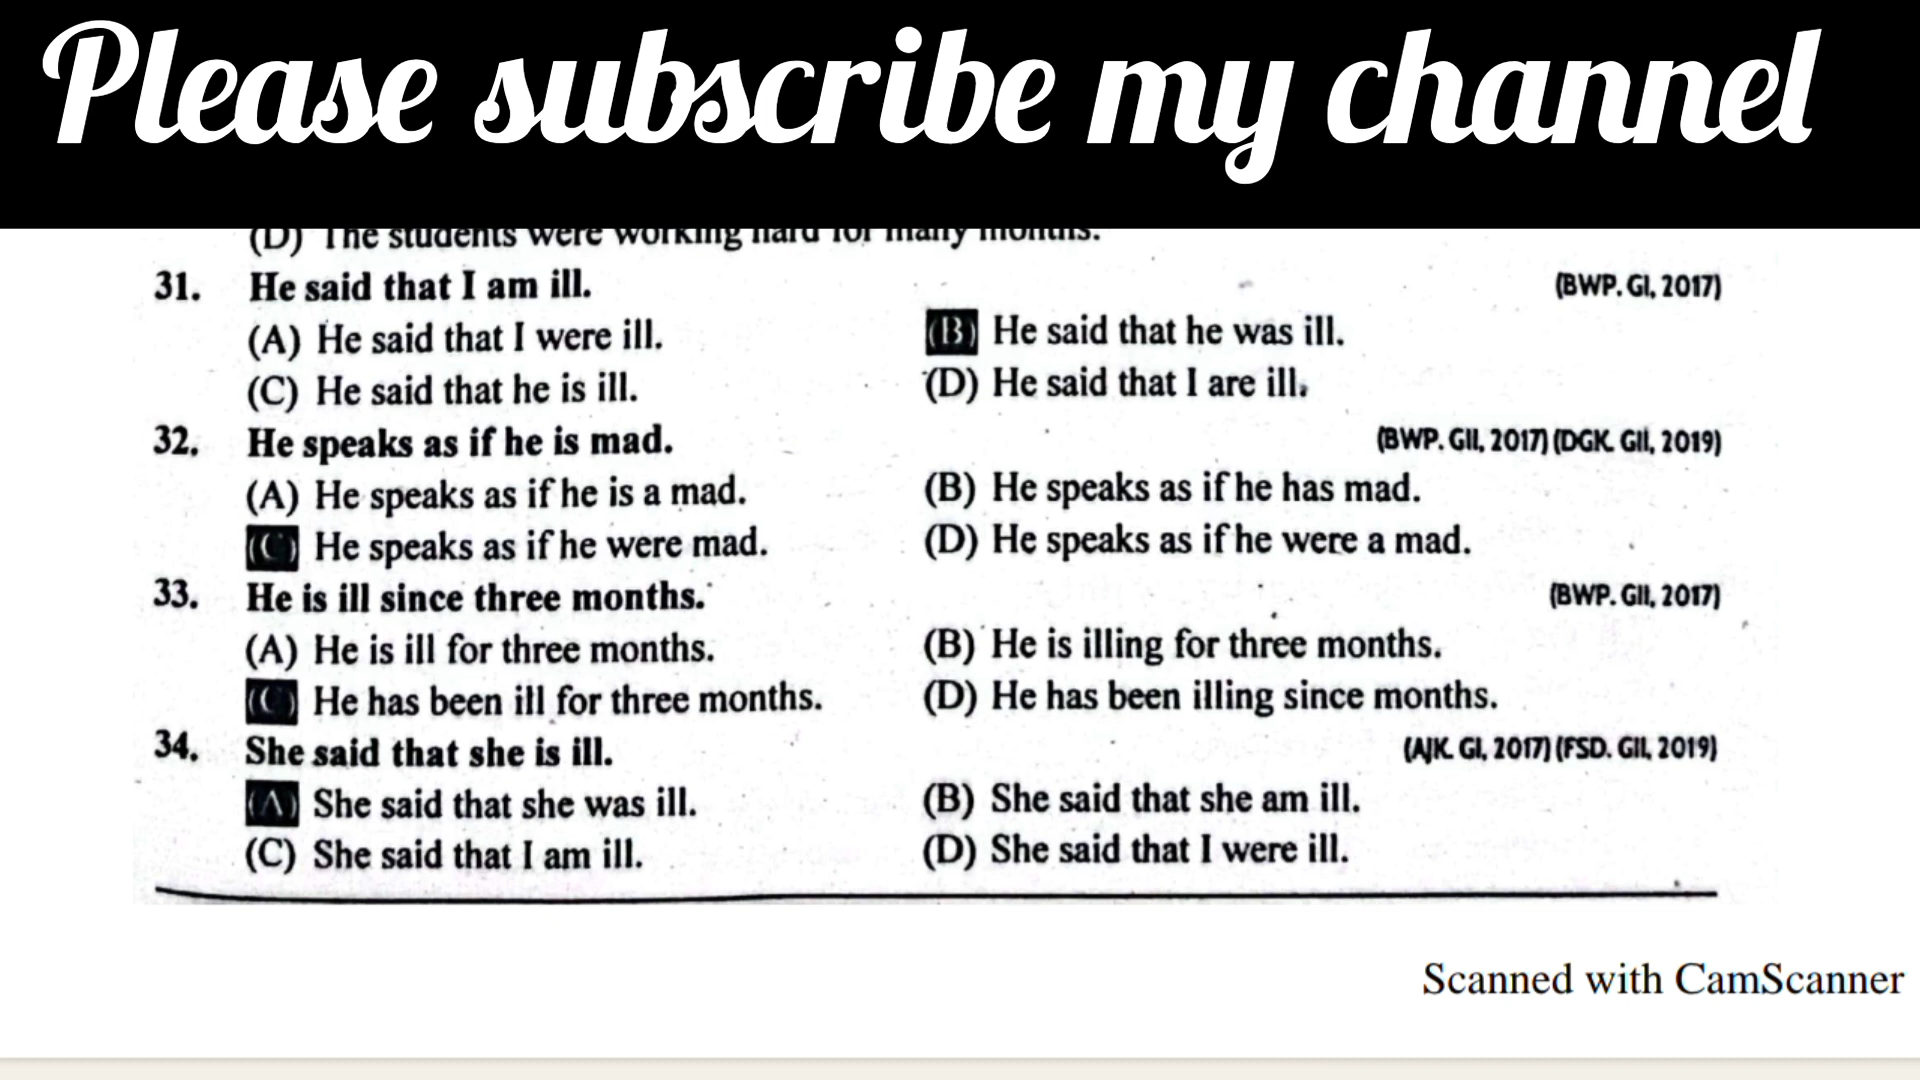 Please subscribe my channel
(D) The students were working hard for many months.
31. He said that I am ill. (BWP. GI, 2017)
(A) He said that I were ill. (B) He said that he was ill.
(C) He said that he is ill. (D) He said that I are ill.
32. He speaks as if he is mad. (BWP. GII, 2017) (DGK. GII, 2019)
(A) He speaks as if he is a mad. (B) He speaks as if he has mad.
(C) He speaks as if he were mad. (D) He speaks as if he were a mad.
33. He is ill since three months. (BWP. GII, 2017)
(A) He is ill for three months. (B) He is illing for three months.
(C) He has been ill for three months. (D) He has been illing since months.
34. She said that she is ill. (AJK. GI, 2017) (FSD. GII, 2019)
(A) She said that she was ill. (B) She said that she am ill.
(C) She said that I am ill. (D) She said that I were ill.
Scanned with CamScanner